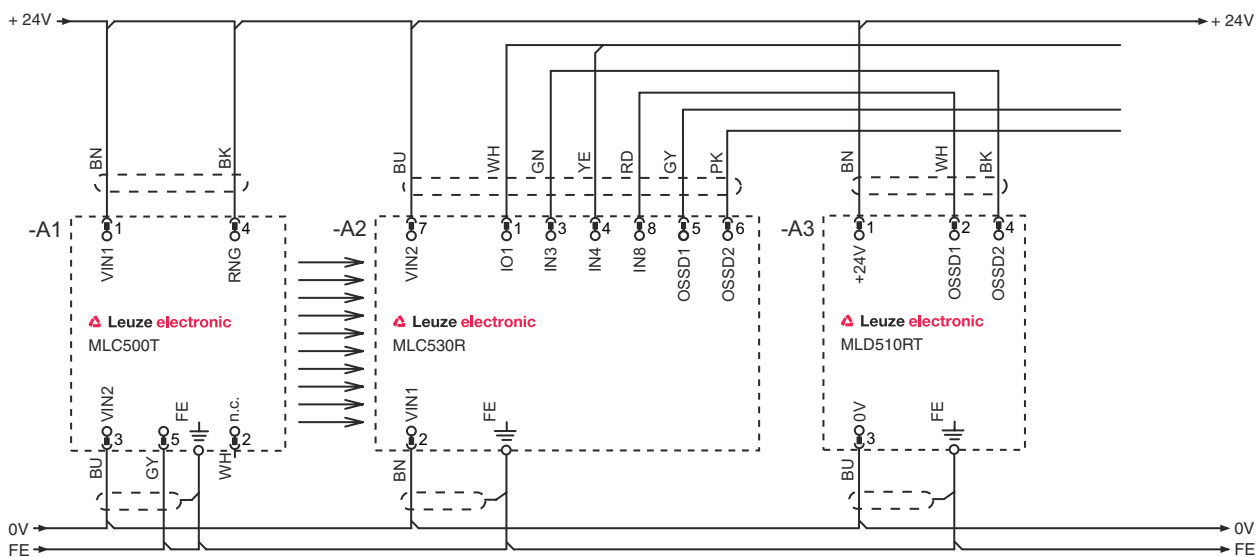 + 24V
+ 24V
BN
BK
BU
WH
GN
YE
RD
GY
PK
BN
WH
BK
-A1
1
4
-A2
7
1
3
4
8
5
6
-A3
1
2
4
VIN1
RNG
VIN2
IO1
IN3
IN4
IN8
OSSD1
OSSD2
+24V
OSSD1
OSSD2
Leuze electronic
MLC500T
Leuze electronic
MLC530R
Leuze electronic
MLD510RT
VIN2
FE
n.c.
VIN1
FE
0V
FE
3
5
2
2
3
BU
GY
WH
BN
BU
0V
0V
FE
FE